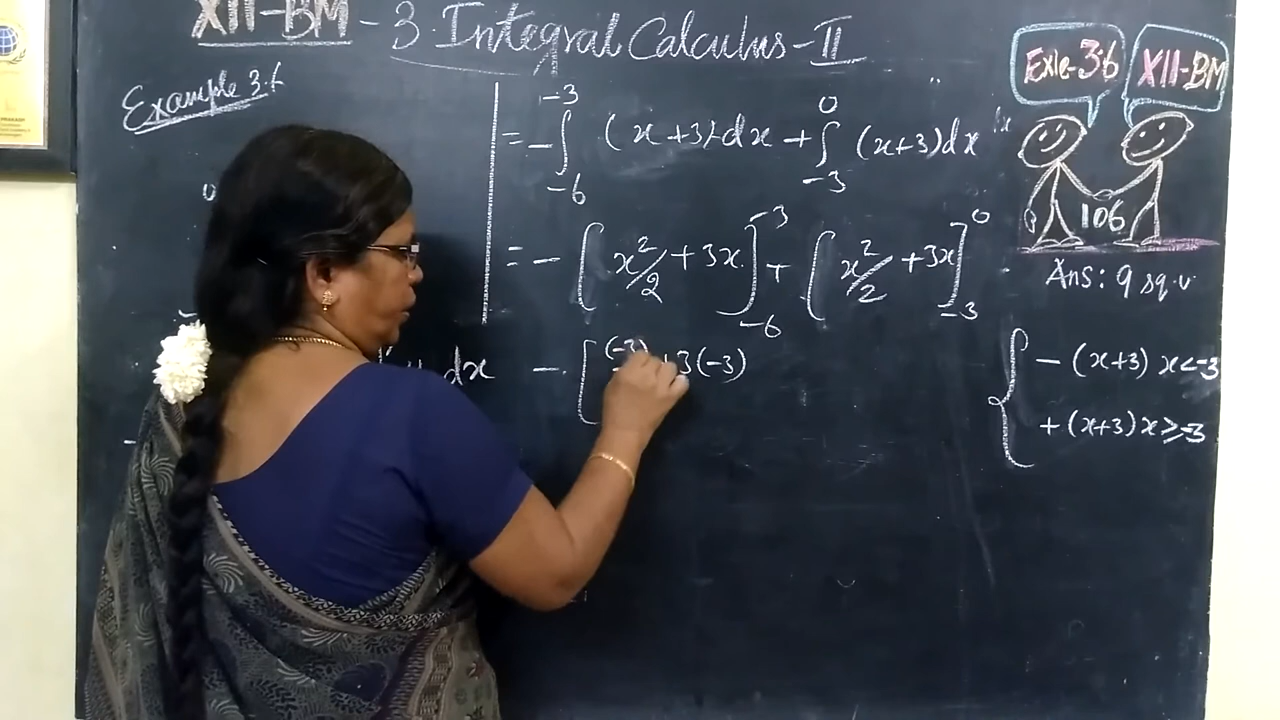 XII-BM - 3. Integral Calculus - II
Example 3.6
= - ∫_{-6}^{-3} (x+3) dx + ∫_{-3}^{0} (x+3) dx
= - [x²/2 + 3x]_{-6}^{-3} + [x²/2 + 3x]_{-3}^{0}
dx
- [(-3) + 3(-3)
Exle-3.6
XII-BM
106
Ans: 9 sq.u
{ - (x+3) x<-3
+ (x+3) x≥-3